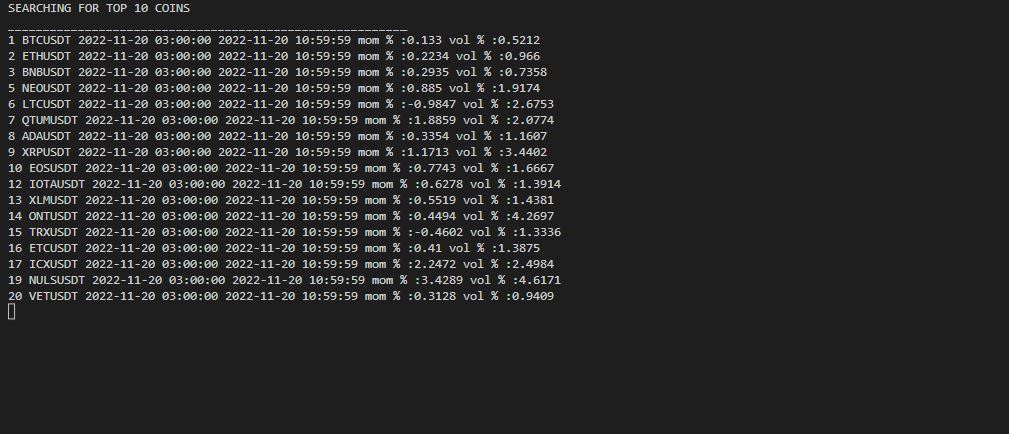 SEARCHING FOR TOP 10 COINS
_________________________________________________________
1 BTCUSDT 2022-11-20 03:00:00 2022-11-20 10:59:59 mom % :0.133 vol % :0.5212
2 ETHUSDT 2022-11-20 03:00:00 2022-11-20 10:59:59 mom % :0.2234 vol % :0.966
3 BNBUSDT 2022-11-20 03:00:00 2022-11-20 10:59:59 mom % :0.2935 vol % :0.7358
5 NEOUSDT 2022-11-20 03:00:00 2022-11-20 10:59:59 mom % :0.885 vol % :1.9174
6 LTCUSDT 2022-11-20 03:00:00 2022-11-20 10:59:59 mom % :-0.9847 vol % :2.6753
7 QTUMUSDT 2022-11-20 03:00:00 2022-11-20 10:59:59 mom % :1.8859 vol % :2.0774
8 ADAUSDT 2022-11-20 03:00:00 2022-11-20 10:59:59 mom % :0.3354 vol % :1.1607
9 XRPUSDT 2022-11-20 03:00:00 2022-11-20 10:59:59 mom % :1.1713 vol % :3.4402
10 EOSUSDT 2022-11-20 03:00:00 2022-11-20 10:59:59 mom % :0.7743 vol % :1.6667
12 IOTAUSDT 2022-11-20 03:00:00 2022-11-20 10:59:59 mom % :0.6278 vol % :1.3914
13 XLMUSDT 2022-11-20 03:00:00 2022-11-20 10:59:59 mom % :0.5519 vol % :1.4381
14 ONTUSDT 2022-11-20 03:00:00 2022-11-20 10:59:59 mom % :0.4494 vol % :4.2697
15 TRXUSDT 2022-11-20 03:00:00 2022-11-20 10:59:59 mom % :-0.4602 vol % :1.3336
16 ETCUSDT 2022-11-20 03:00:00 2022-11-20 10:59:59 mom % :0.41 vol % :1.3875
17 ICXUSDT 2022-11-20 03:00:00 2022-11-20 10:59:59 mom % :2.2472 vol % :2.4984
19 NULSUSDT 2022-11-20 03:00:00 2022-11-20 10:59:59 mom % :3.4289 vol % :4.6171
20 VETUSDT 2022-11-20 03:00:00 2022-11-20 10:59:59 mom % :0.3128 vol % :0.9409